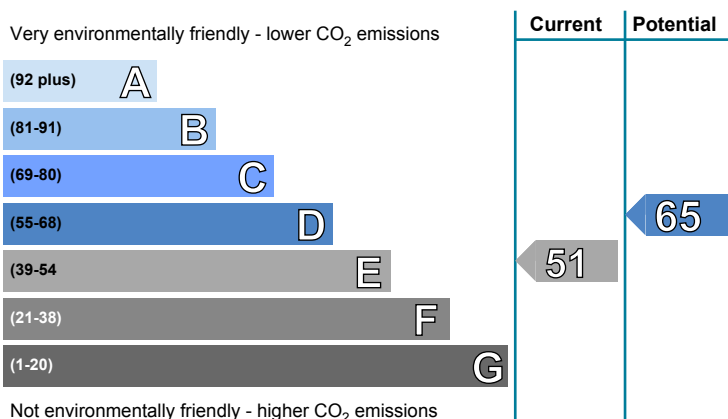 Current Potential
Very environmentally friendly - lower CO2 emissions
(92 plus) A
(81-91) B
(69-80) C
(55-68) D
65
(39-54 E
51
(21-38) F
(1-20) G
Not environmentally friendly - higher CO2 emissions